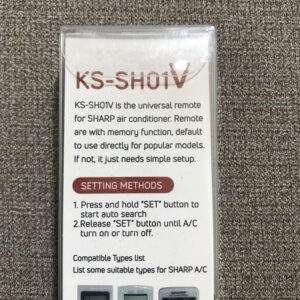 KS-SH01V
KS-SH01V is the universal remote
for SHARP air conditioner. Remote
are with memory function, default
to use directly for popular models.
If not, it just needs simple setup.
SETTING METHODS
1. Press and hold "SET" button to
start auto search
2.Release "SET" button until A/C
turn on or turn off.
Compatible Types list
List some suitable types for SHARP A/C